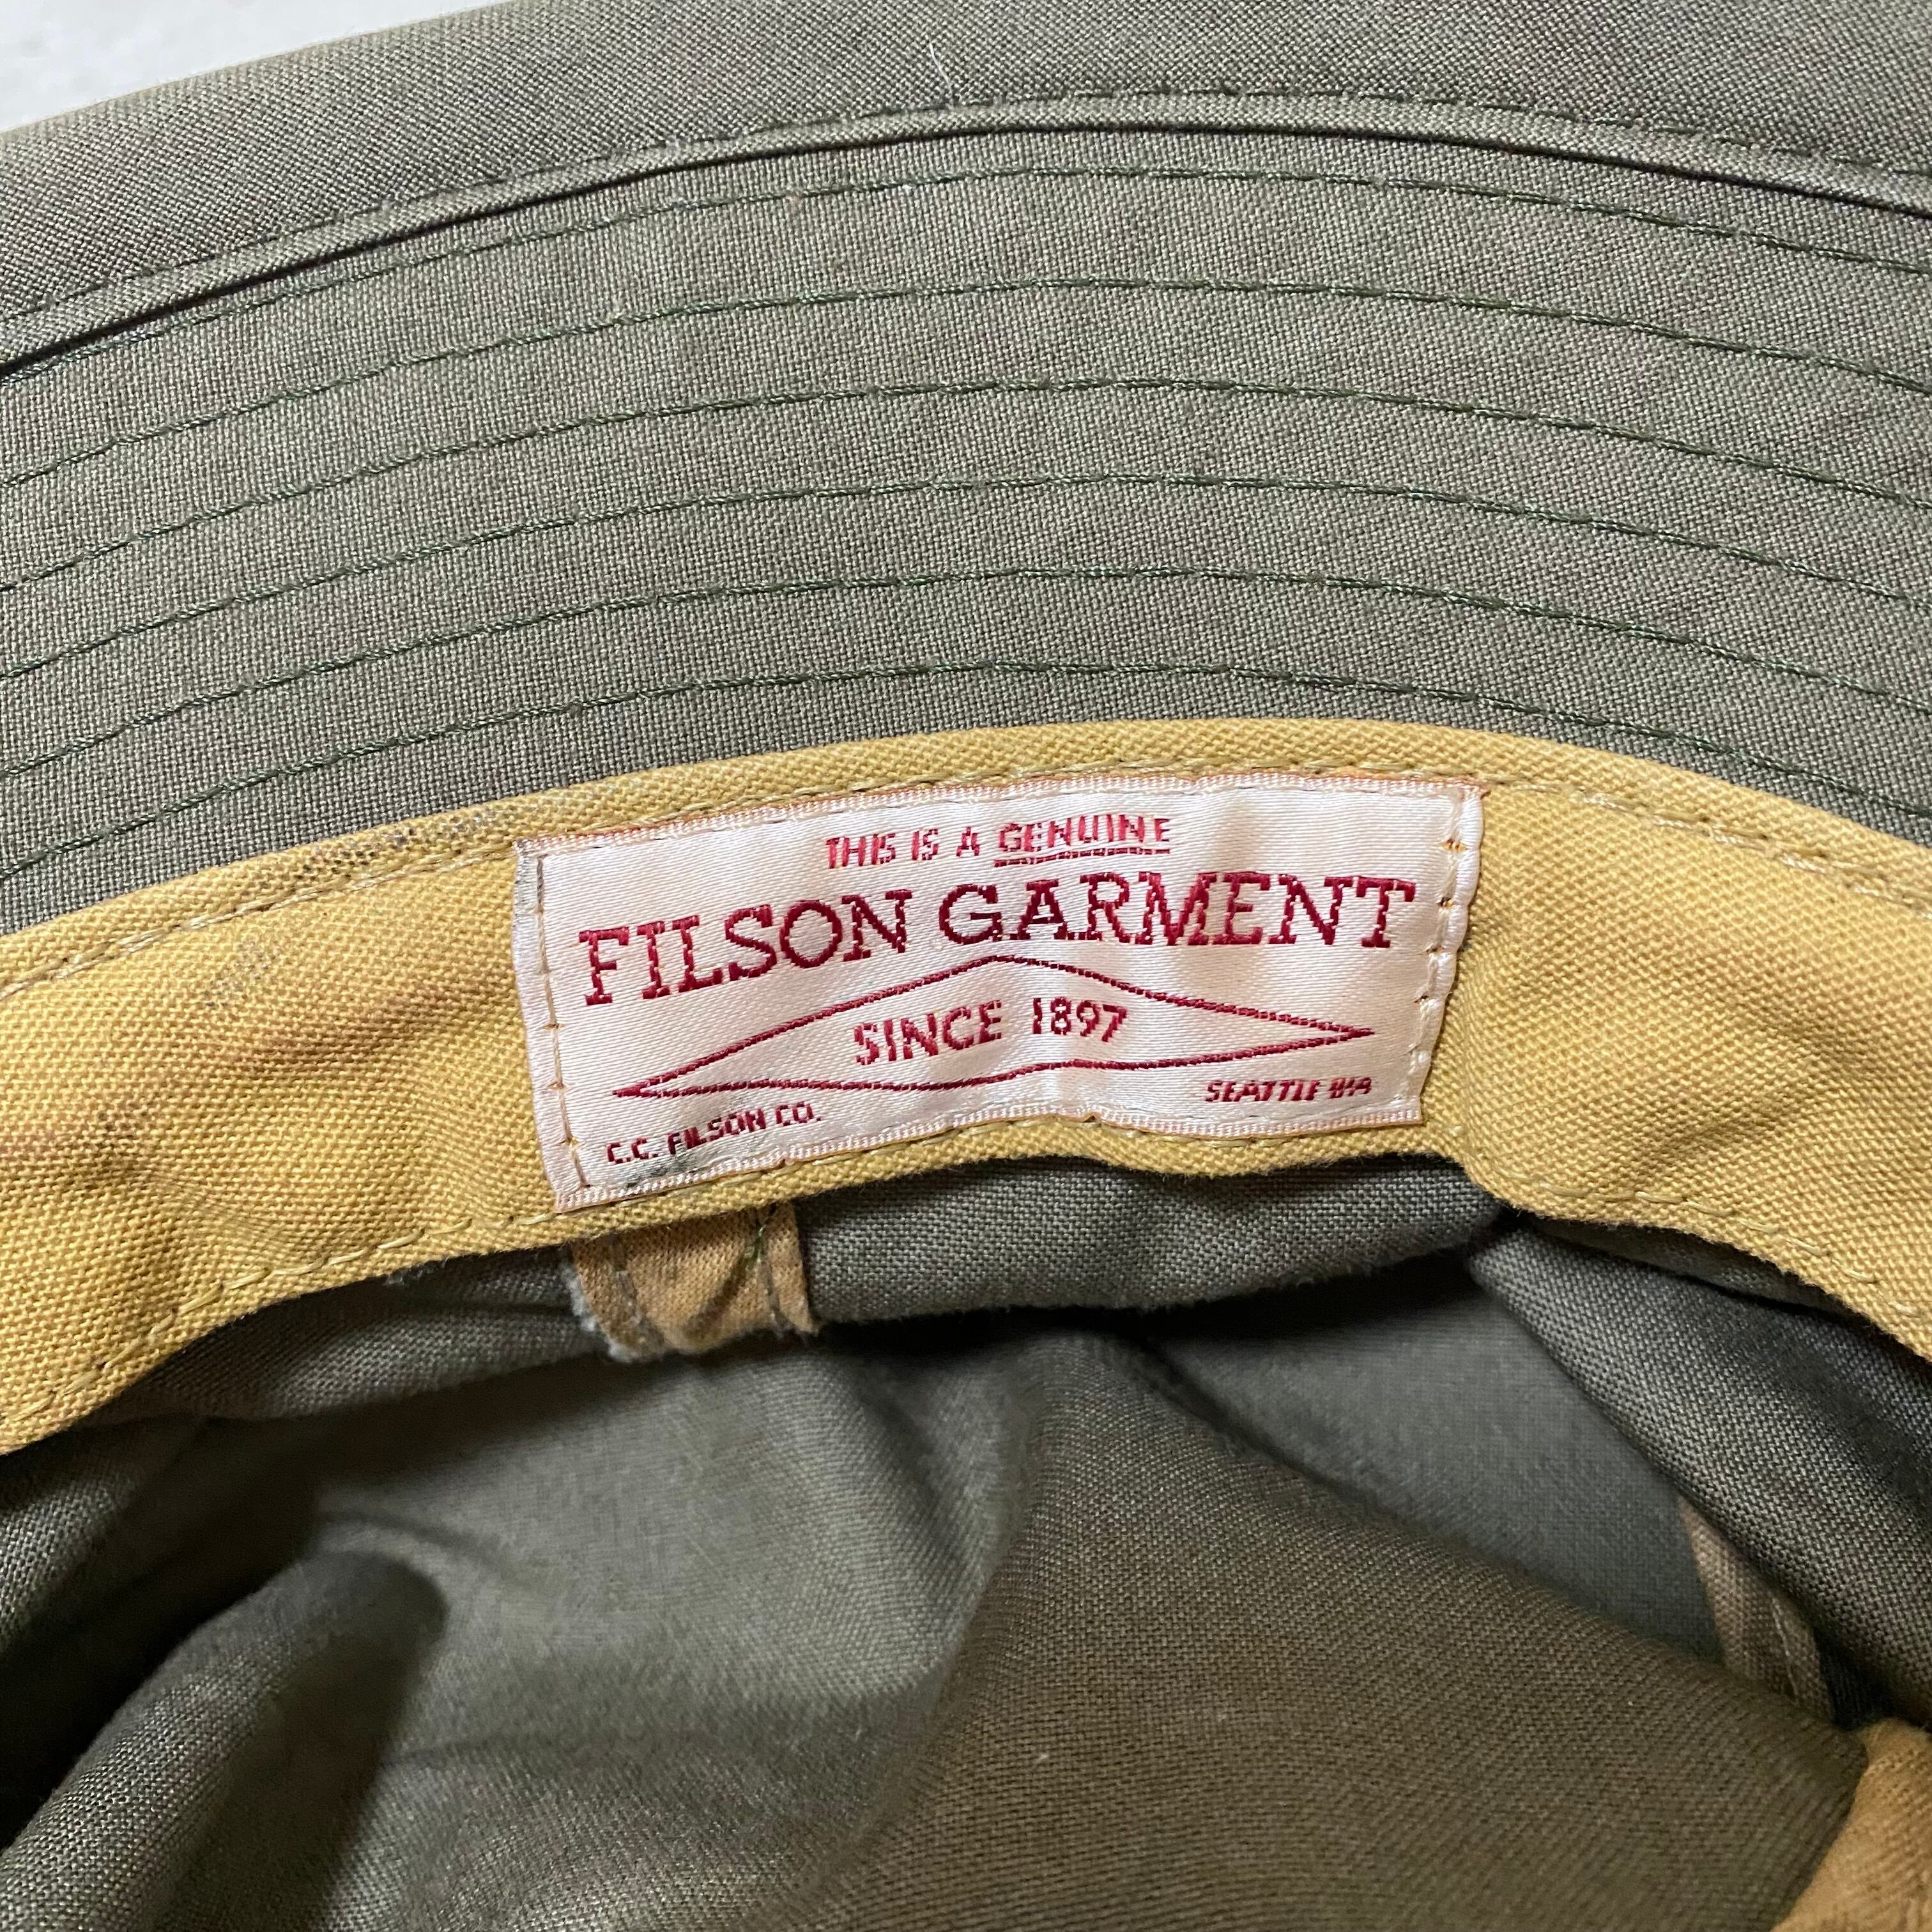 THIS IS A GENUINE
FILSON GARMENT
SINCE 1897
C.C. FILSON CO.
SEATTLE WA